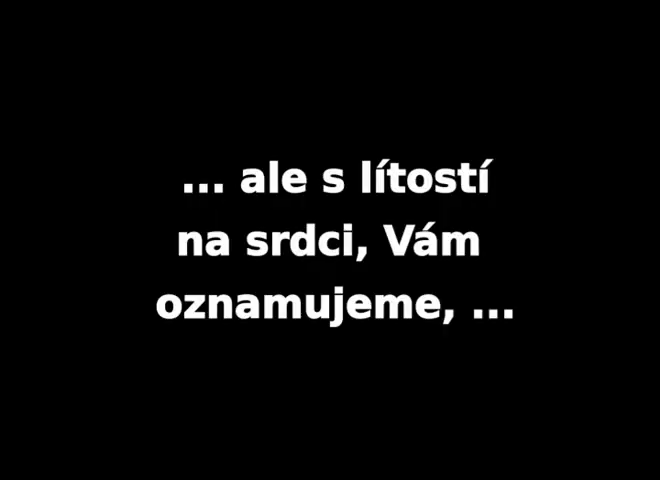 ... ale s lítostí
na srdci, Vám
oznamujeme, ...